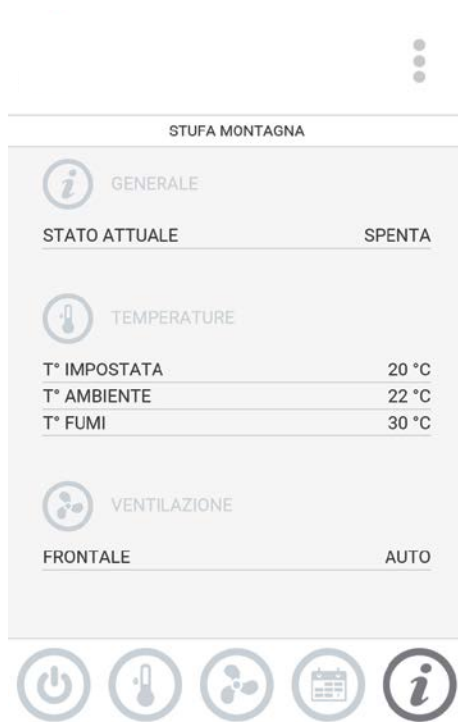 STUFA MONTAGNA
GENERALE
STATO ATTUALE SPENTA
TEMPERATURE
T° IMPOSTATA 20 °C
T° AMBIENTE 22 °C
T° FUMI 30 °C
VENTILAZIONE
FRONTALE AUTO